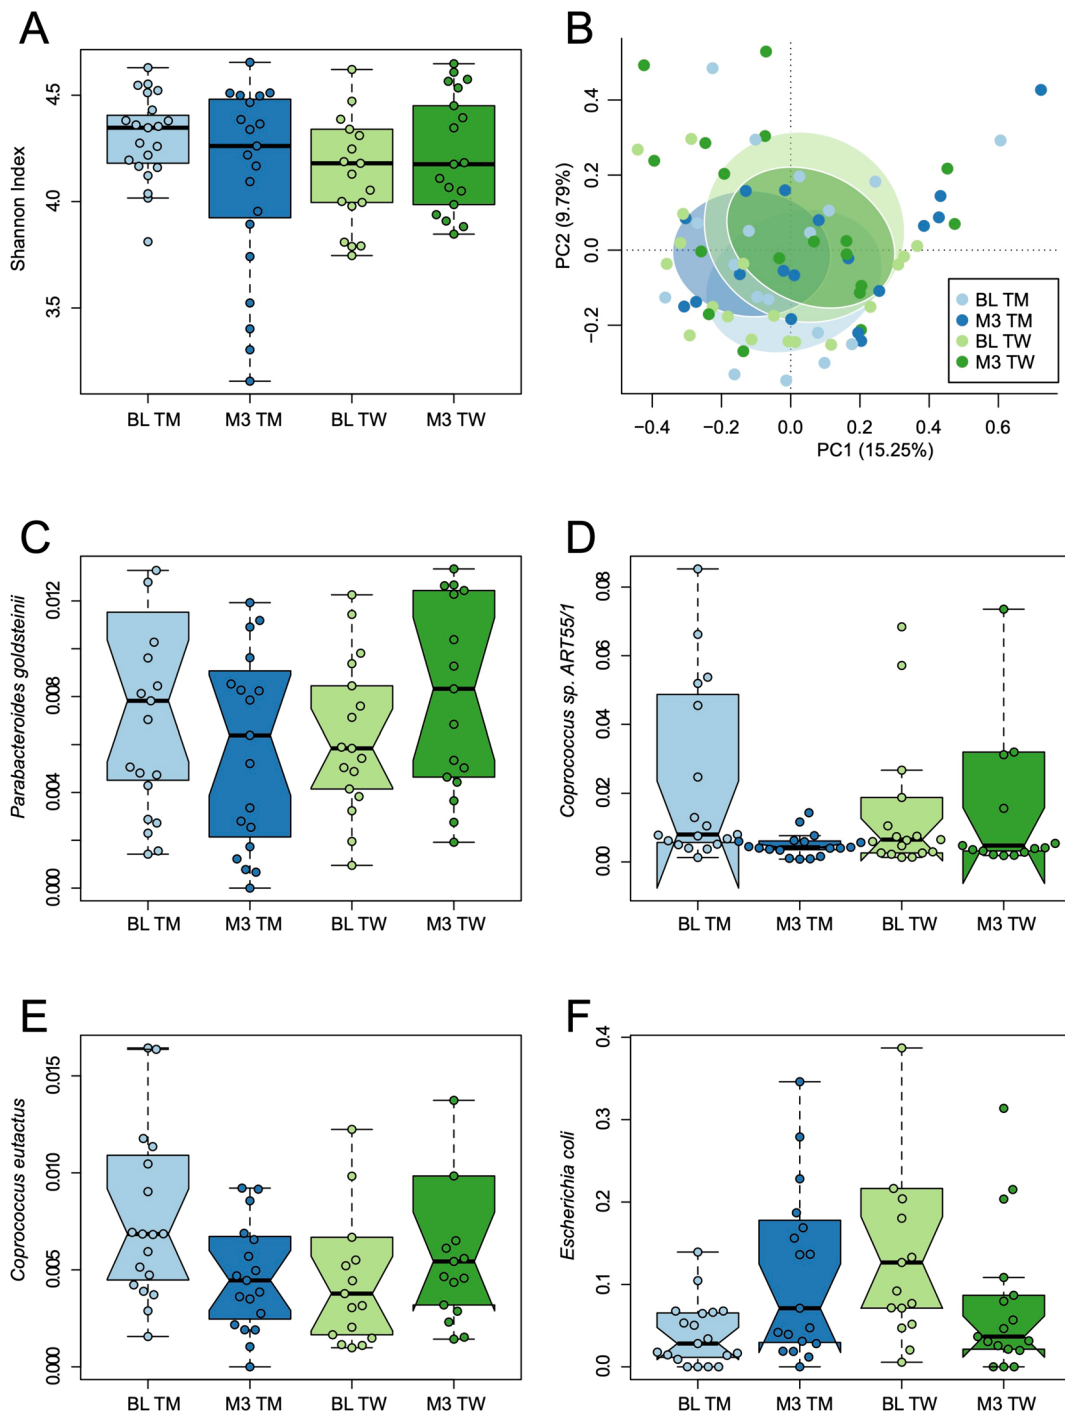 A
Shannon Index
4.5
4.0
3.5
BL TM
M3 TM
BL TW
M3 TW
B
PC2 (9.79%)
0.4
0.2
0.0
−0.2
−0.4
−0.2
0.0
0.2
0.4
0.6
PC1 (15.25%)
BL TM
M3 TM
BL TW
M3 TW
C
Parabacteroides goldsteinii
0.012
0.008
0.004
0.000
BL TM
M3 TM
BL TW
M3 TW
D
Coprococcus sp. ART55/1
0.08
0.06
0.04
0.02
0.00
BL TM
M3 TM
BL TW
M3 TW
E
Coprococcus eutactus
0.015
0.010
0.005
0.000
BL TM
M3 TM
BL TW
M3 TW
F
Escherichia coli
0.4
0.3
0.2
0.1
0.0
BL TM
M3 TM
BL TW
M3 TW